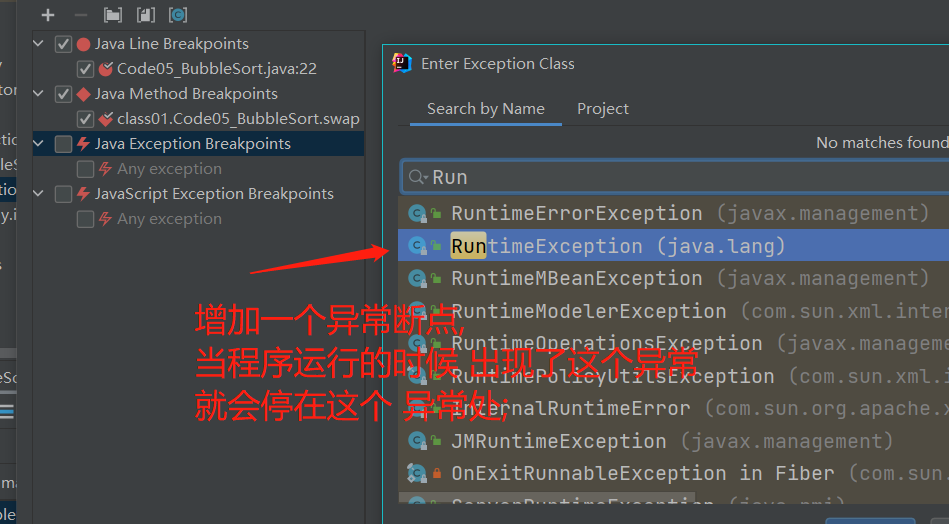 Java Line Breakpoints
Code05_BubbleSort.java:22
Java Method Breakpoints
class01.Code05_BubbleSort.swap
Java Exception Breakpoints
Any exception
JavaScript Exception Breakpoints
Any exception
Enter Exception Class
Search by Name Project
No matches found
Run
RuntimeErrorException (javax.management)
RuntimeException (java.lang)
RuntimeMBeanException (javax.management)
RuntimeModelerException (com.sun.xml.inter
RuntimeOperationsException (javax.manage
RuntimePolicyUtilsException (com.sun.xml.i
InternalRuntimeError (com.sun.org.apache.x
JMRuntimeException (javax.management)
OnExitRunnableException in Fiber (com.sun.
ServerRuntimeException (java.rmi)
增加一个异常断点,
当程序运行的时候,出现了这个异常
就会停在这个 异常处;